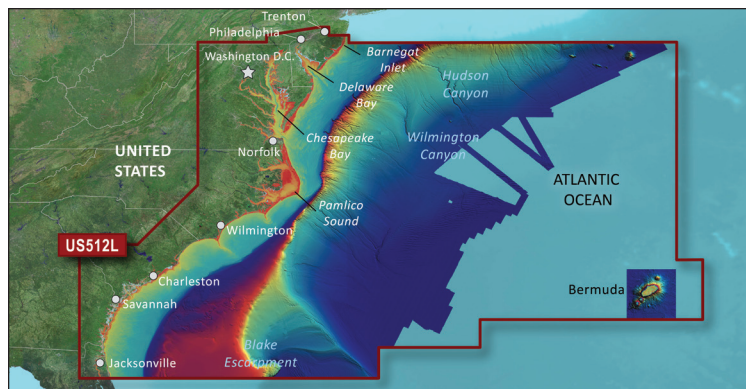 Trenton
Philadelphia
Barnegat
Inlet
Washington D.C.
Delaware
Bay
Hudson
Canyon
Chesapeake
Bay
Wilmington
Canyon
Norfolk
UNITED
STATES
ATLANTIC
OCEAN
Pamlico
Sound
Wilmington
US512L
Charleston
Bermuda
Savannah
Blake
Escarpment
Jacksonville